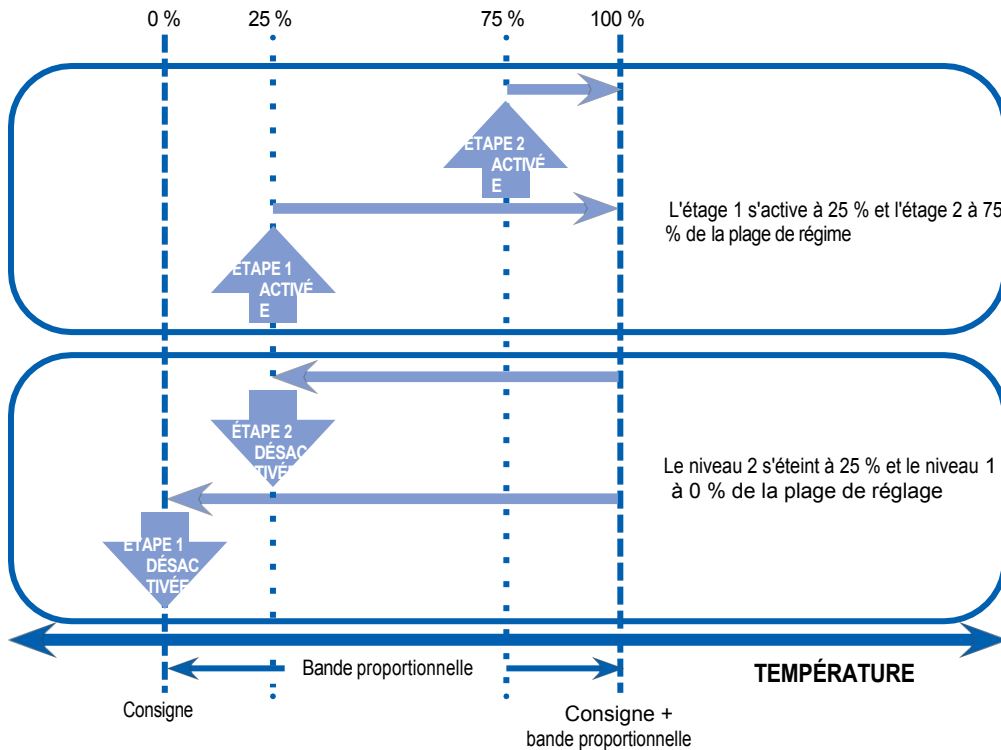 0 % 25 % 75 % 100 %
ÉTAPE 2
ACTIVÉ
E
L'étage 1 s'active à 25 % et l'étage 2 à 75
% de la plage de régime
ÉTAPE 1
ACTIVÉ
E
ÉTAPE 2
DÉSAC
TIVÉE
Le niveau 2 s'éteint à 25 % et le niveau 1
à 0 % de la plage de réglage
ÉTAPE 1
DÉSAC
TIVÉE
Bande proportionnelle
TEMPÉRATURE
Consigne
Consigne +
bande proportionnelle